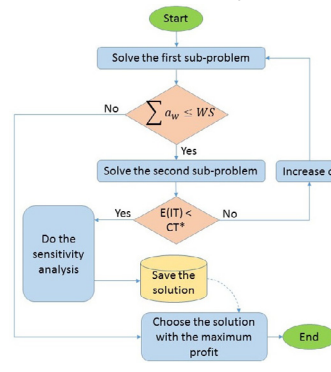 Start
Solve the first sub-problem
No
∑ a_w ≤ WS
Yes
Solve the second sub-problem
Increase c
Yes
E(IT) <
CT*
No
Do the
sensitivity
analysis
Save the
solution
Choose the solution
with the maximum
profit
End